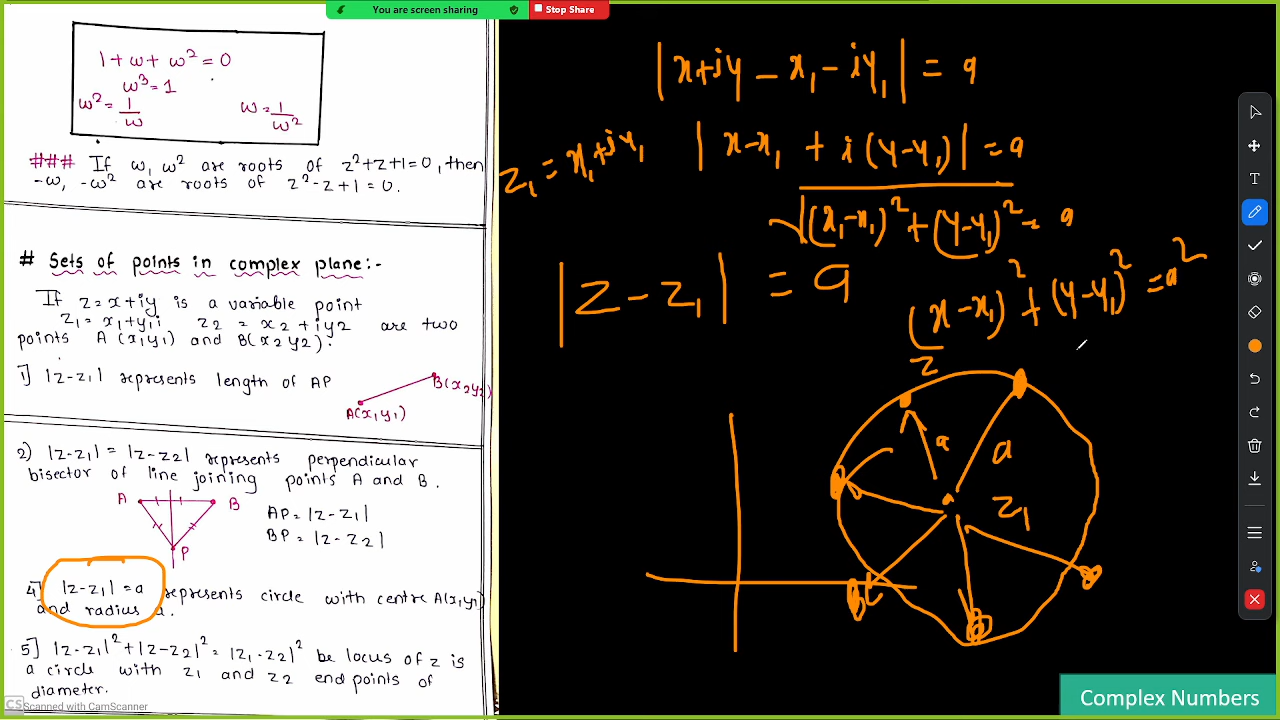 You are screen sharing
Stop Share
1 + ω + ω² = 0
ω³ = 1
ω² = 1/ω
ω = 1/ω²
### If ω, ω² are roots of z²+z+1=0, then
-ω, -ω² are roots of z²-z+1=0.
# Sets of points in complex plane:-
If z = x+iy is a variable point
z₁ = x₁+y₁i z₂ = x₂+iy2 are two
points A (x₁y₁) and B(x₂y₂).
1] |z-z₁| represents length of AP
A(x₁y₁)
B(x₂y₂)
2) |z-z₁| = |z-z2| represents perpendicular
bisector of line joining points A and B.
A
B
P
AP = |z-z₁|
BP = |z-z₂|
4] |z-z₁| = a represents circle with centre A(x₁y₁)
and radius a.
5] |z-z₁|²+|z-z₂|² = |z₁-z₂|² be locus of z is
a circle with z₁ and z₂ end points of
diameter.
CS Scanned with CamScanner
|x+iy - x₁ - iy₁| = a
z₁ = x₁+iy₁
|x-x₁ + i(y-y₁)| = a
√(x₁-x₁)²+(y-y₁)² = a
|z-z₁| = a
(x-x₁)²+(y-y₁)² = a²
z
a
a
z₁
T
Complex Numbers